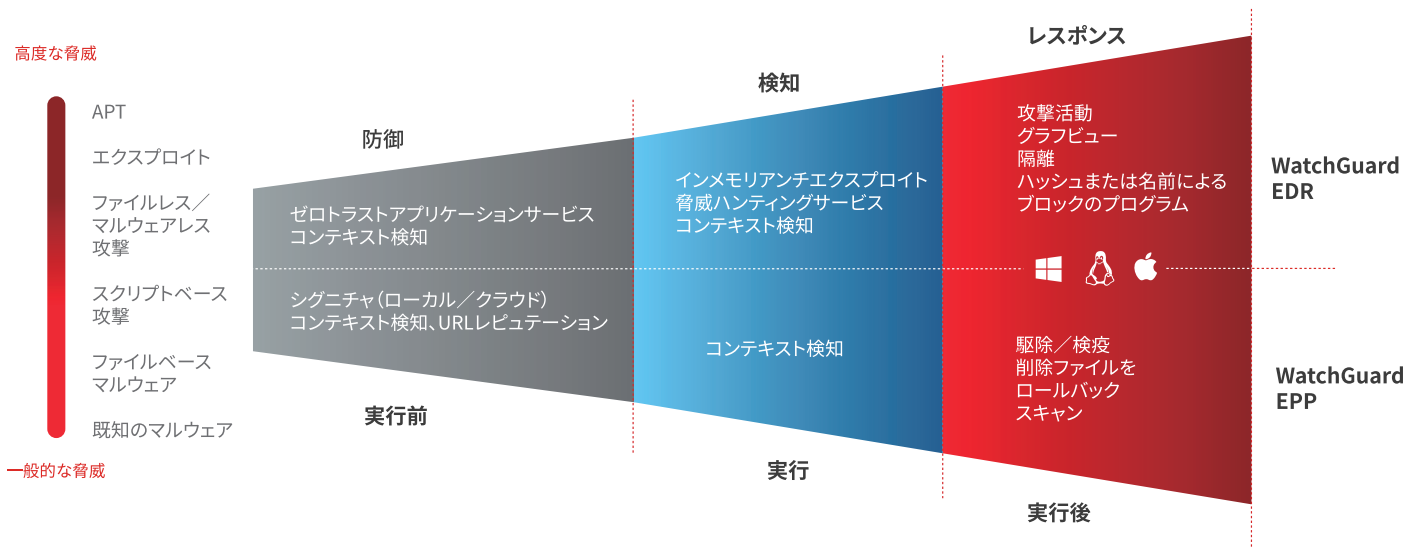 高度な脅威
APT
エクスプロイト
ファイルレス／
マルウェアレス
攻撃
スクリプトベース
攻撃
ファイルベース
マルウェア
既知のマルウェア
一般的な脅威
防御
ゼロトラストアプリケーションサービス
コンテキスト検知
シグニチャ（ローカル／クラウド）
コンテキスト検知、URLレピュテーション
実行前
検知
インメモリアンチエクスプロイト
脅威ハンティングサービス
コンテキスト検知
コンテキスト検知
実行
レスポンス
攻撃活動
グラフビュー
隔離
ハッシュまたは名前による
ブロックのプログラム
駆除／検疫
削除ファイルを
ロールバック
スキャン
実行後
WatchGuard
EDR
WatchGuard
EPP